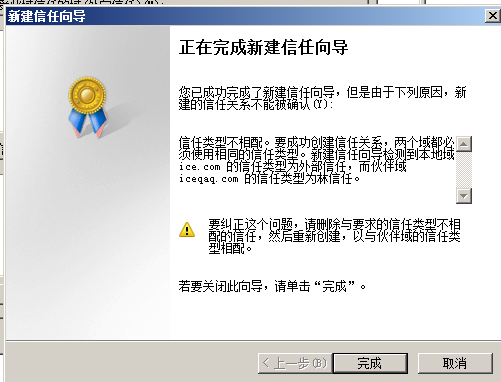 新建信任向导
正在完成新建信任向导
您已成功完成了新建信任向导，但是由于下列原因，新
建的信任关系不能被确认(Y):
信任类型不相配。要成功创建信任关系，两个域都必
须使用相同的信任类型。新建信任向导检测到本地域
ice.com 的信任类型为外部信任，而伙伴域
iceqaq.com 的信任类型为林信任。
要纠正这个问题，请删除与要求的信任类型不相
配的信任，然后重新创建，以与伙伴域的信任类
型相配。
若要关闭此向导，请单击“完成”。
< 上一步(B)
完成
取消